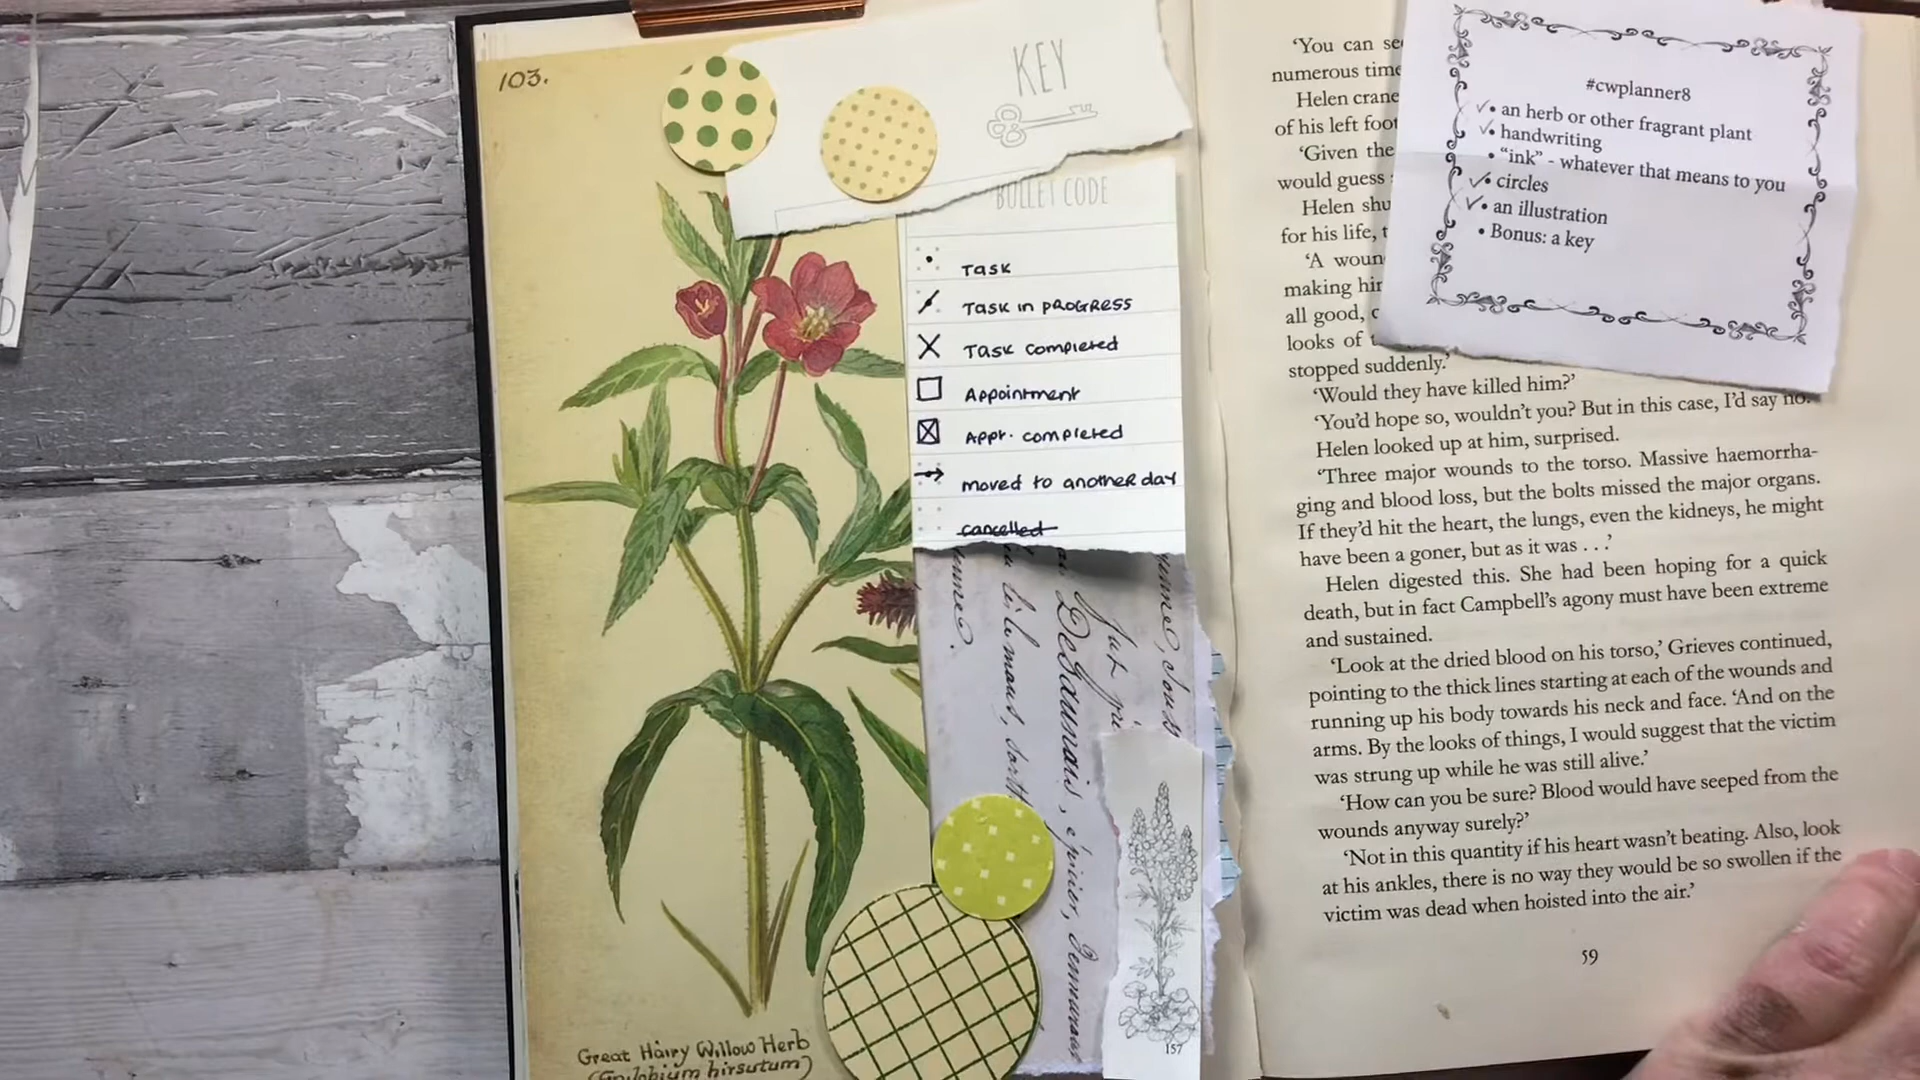 103.
KEY
BULLET CODE
Task
Task in progress
Task completed
Appointment
Appt. completed
moved to another day
cancelled
DeGaunais, épicier,
157
Great Hairy Willow Herb
(Epilobium hirsutum)
#cwplanner8
• an herb or other fragrant plant
• handwriting
• “ink” - whatever that means to you
• circles
• an illustration
• Bonus: a key
‘You can
numerous
Helen crane
of his left
‘Given the
would guess
Helen
for his life,
‘A
making
all good,
looks of
stopped suddenly.’
‘Would they have killed him?’
‘You’d hope so, wouldn’t you? But in this case, I’d say no.’
Helen looked up at him, surprised.
‘Three major wounds to the torso. Massive haemorrha-
ging and blood loss, but the bolts missed the major organs.
If they’d hit the heart, the lungs, even the kidneys, he might
have been a goner, but as it was . . .’
Helen digested this. She had been hoping for a quick
death, but in fact Campbell’s agony must have been extreme
and sustained.
‘Look at the dried blood on his torso,’ Grieves continued,
pointing to the thick lines starting at each of the wounds and
running up his body towards his neck and face. ‘And on the
arms. By the looks of things, I would suggest that the victim
was strung up while he was still alive.’
‘How can you be sure? Blood would have seeped from the
wounds anyway surely?’
‘Not in this quantity if his heart wasn’t beating. Also, look
at his ankles, there is no way they would be so swollen if the
victim was dead when hoisted into the air.’
59